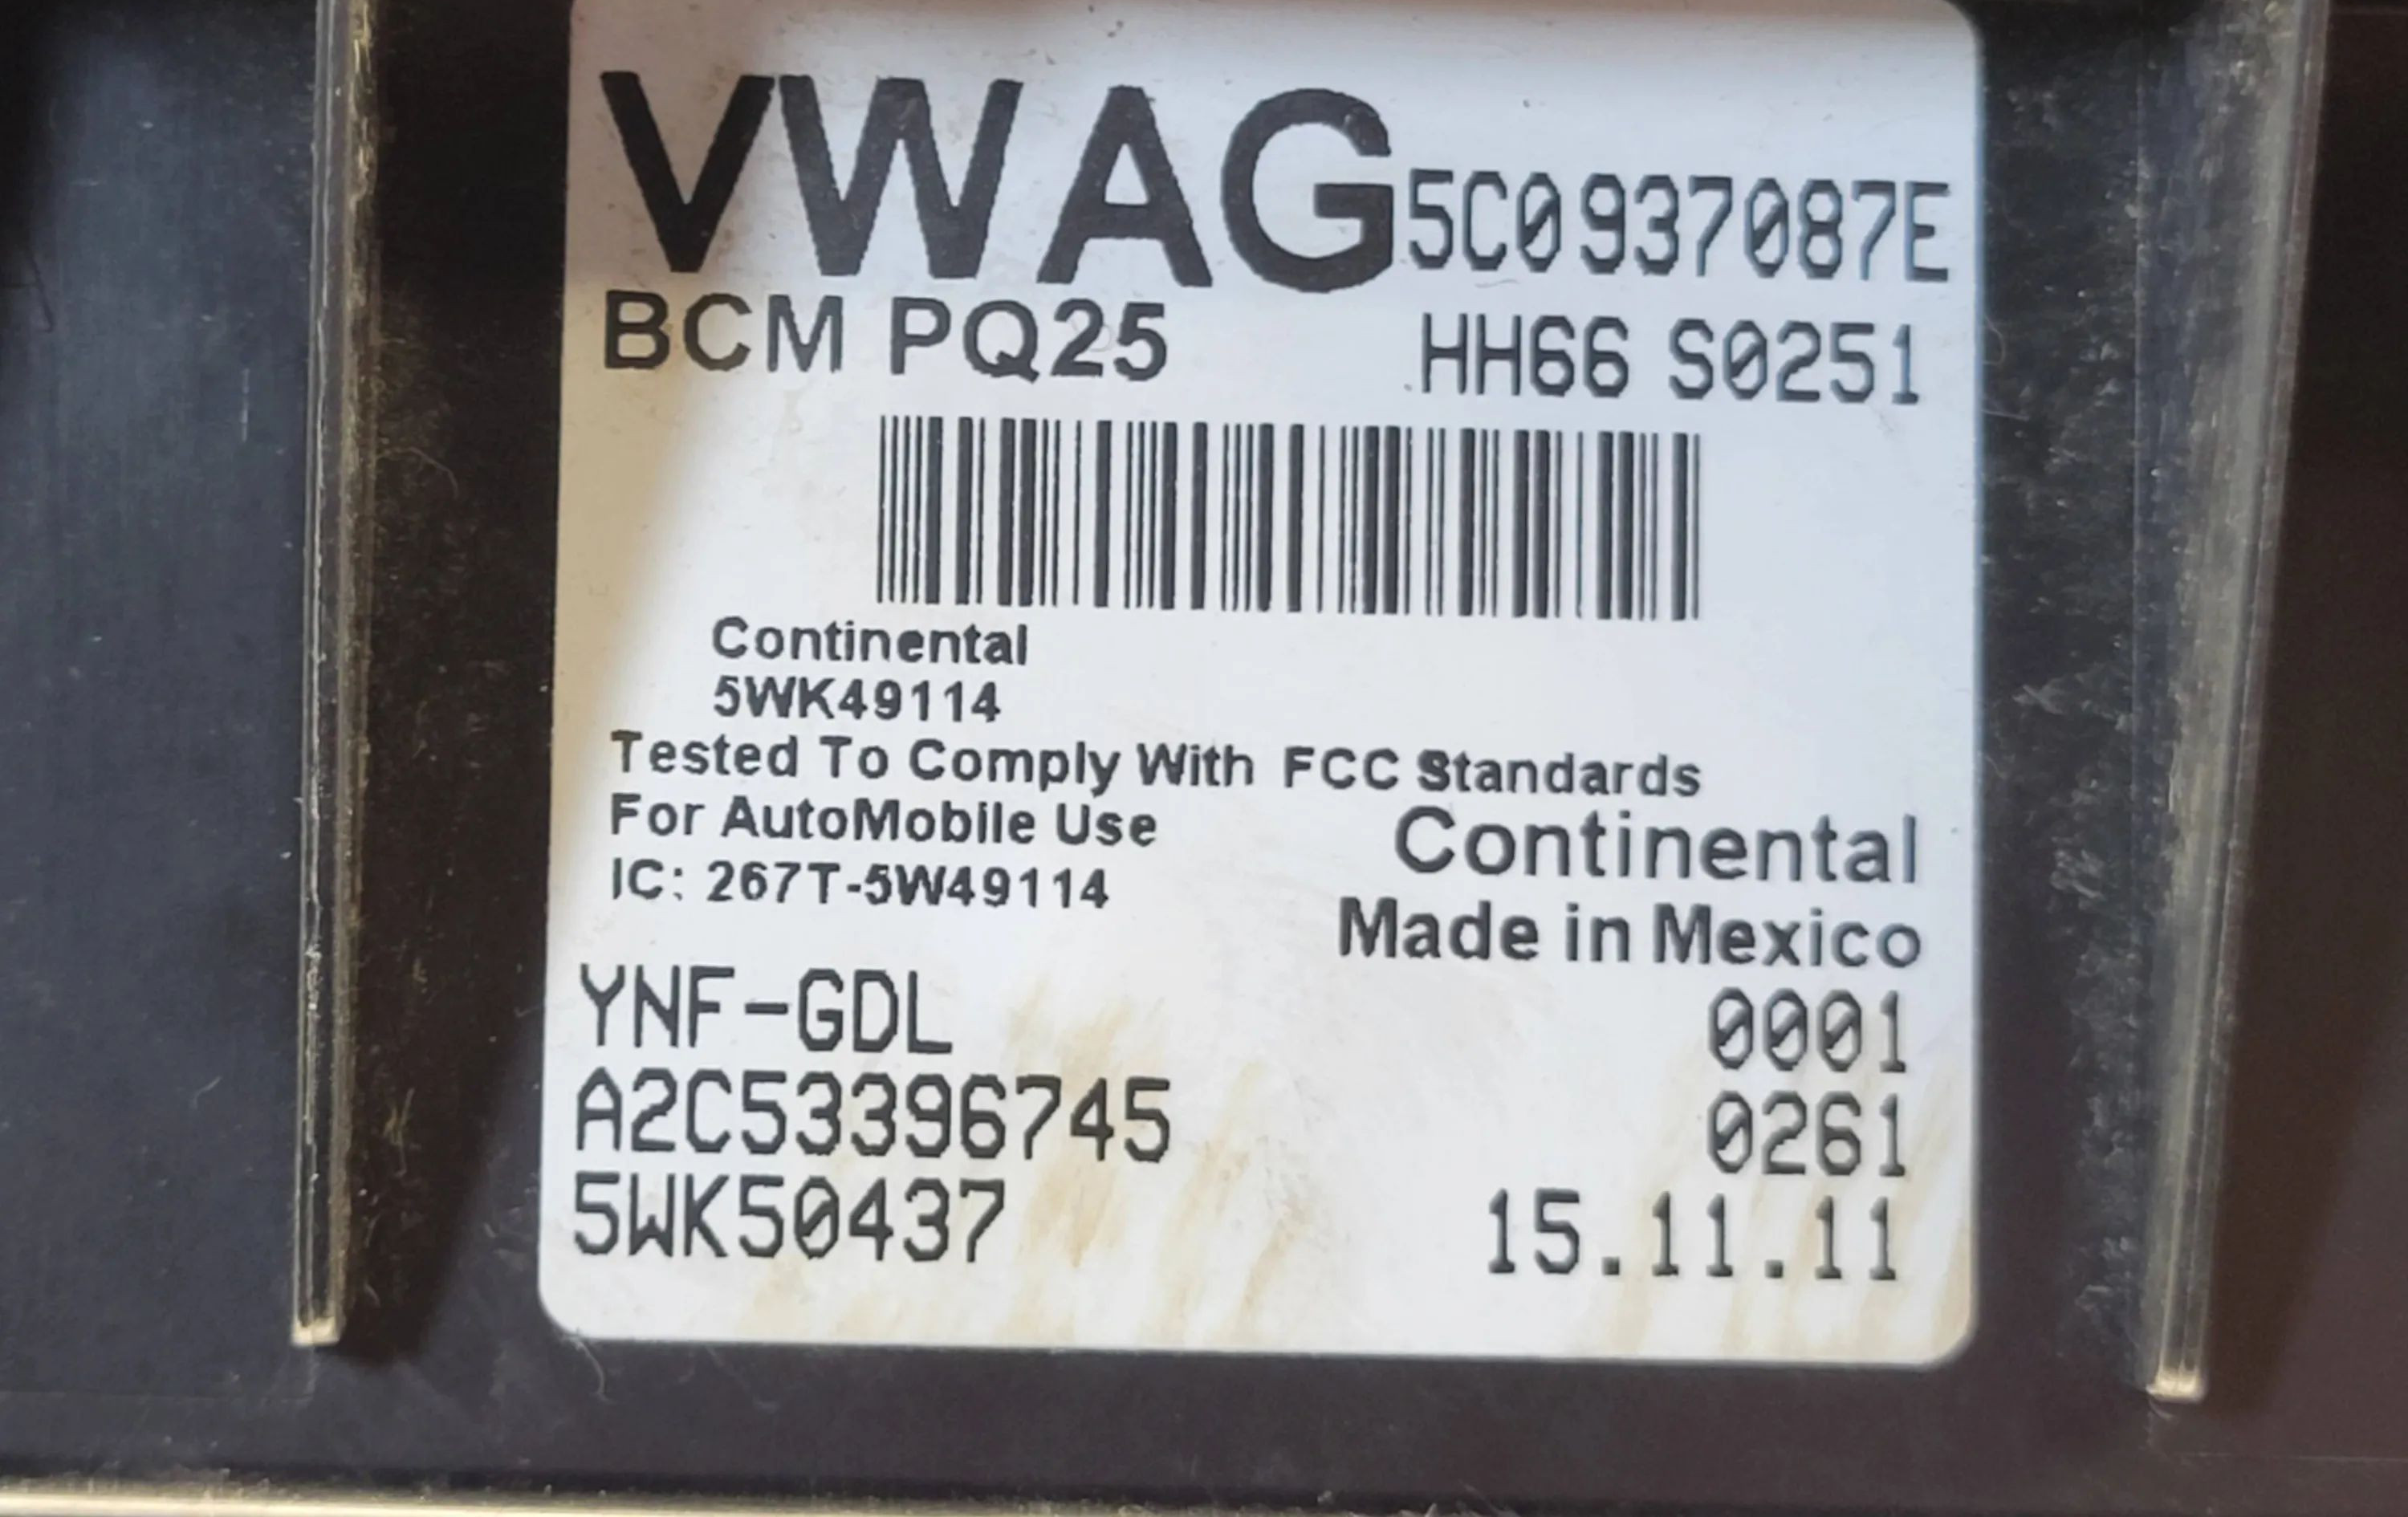 VWAG 5C0937087E
BCM PQ25 HH66 S0251
Continental
5WK49114
Tested To Comply With FCC Standards
For AutoMobile Use
IC: 267T-5W49114
Continental
Made in Mexico
YNF-GDL 0001
A2C53396745 0261
5WK50437 15.11.11